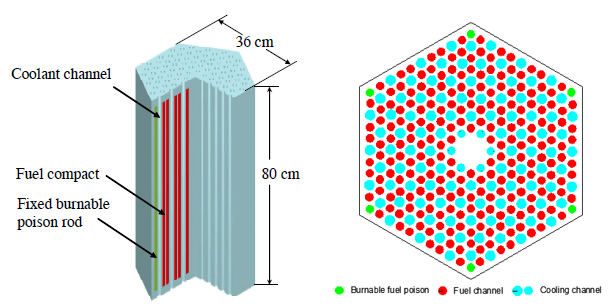 36 cm
Coolant channel
Fuel compact
80 cm
Fixed burnable
poison rod
Burnable fuel poison
Fuel channel
Cooling channel